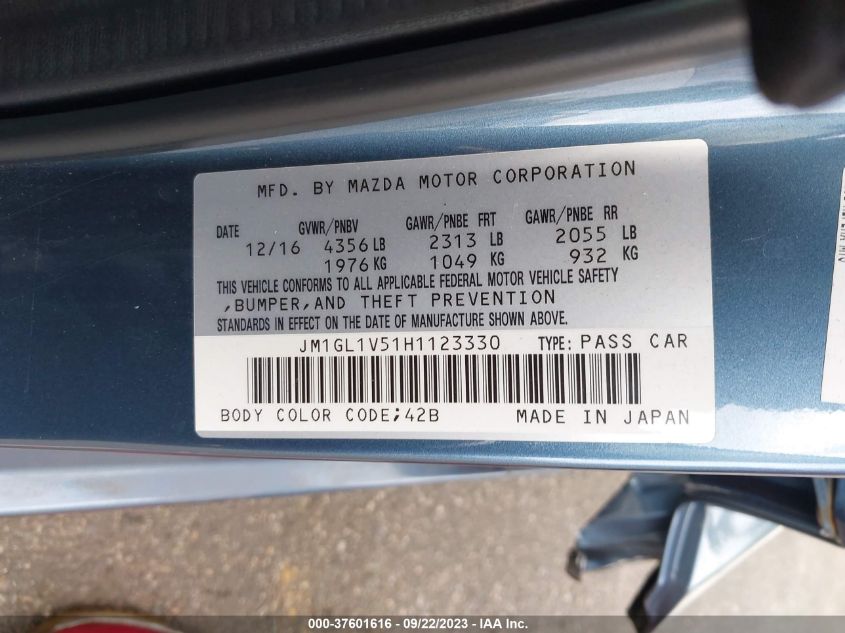 MFD. BY MAZDA MOTOR CORPORATION
DATE GVWR/PNBV GAWR/PNBE FRT GAWR/PNBE RR
12/16 4356 LB 2313 LB 2055 LB
1976 KG 1049 KG 932 KG
THIS VEHICLE CONFORMS TO ALL APPLICABLE FEDERAL MOTOR VEHICLE SAFETY
,BUMPER,AND THEFT PREVENTION
STANDARDS IN EFFECT ON THE DATE OF MANUFACTURE SHOWN ABOVE.
JM1GL1V51H1123330 TYPE: PASS CAR
BODY COLOR CODE;42B MADE IN JAPAN
000-37601616 - 09/22/2023 - © IAA, Inc.